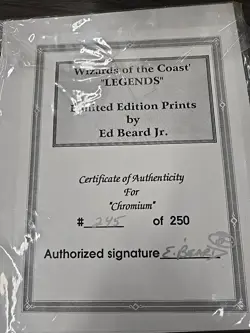 Wizards of the Coast'
"LEGENDS"
Limited Edition Prints
by
Ed Beard Jr.
Certificate of Authenticity
For
"Chromium"
# 245 of 250
Authorized signature E. Beard